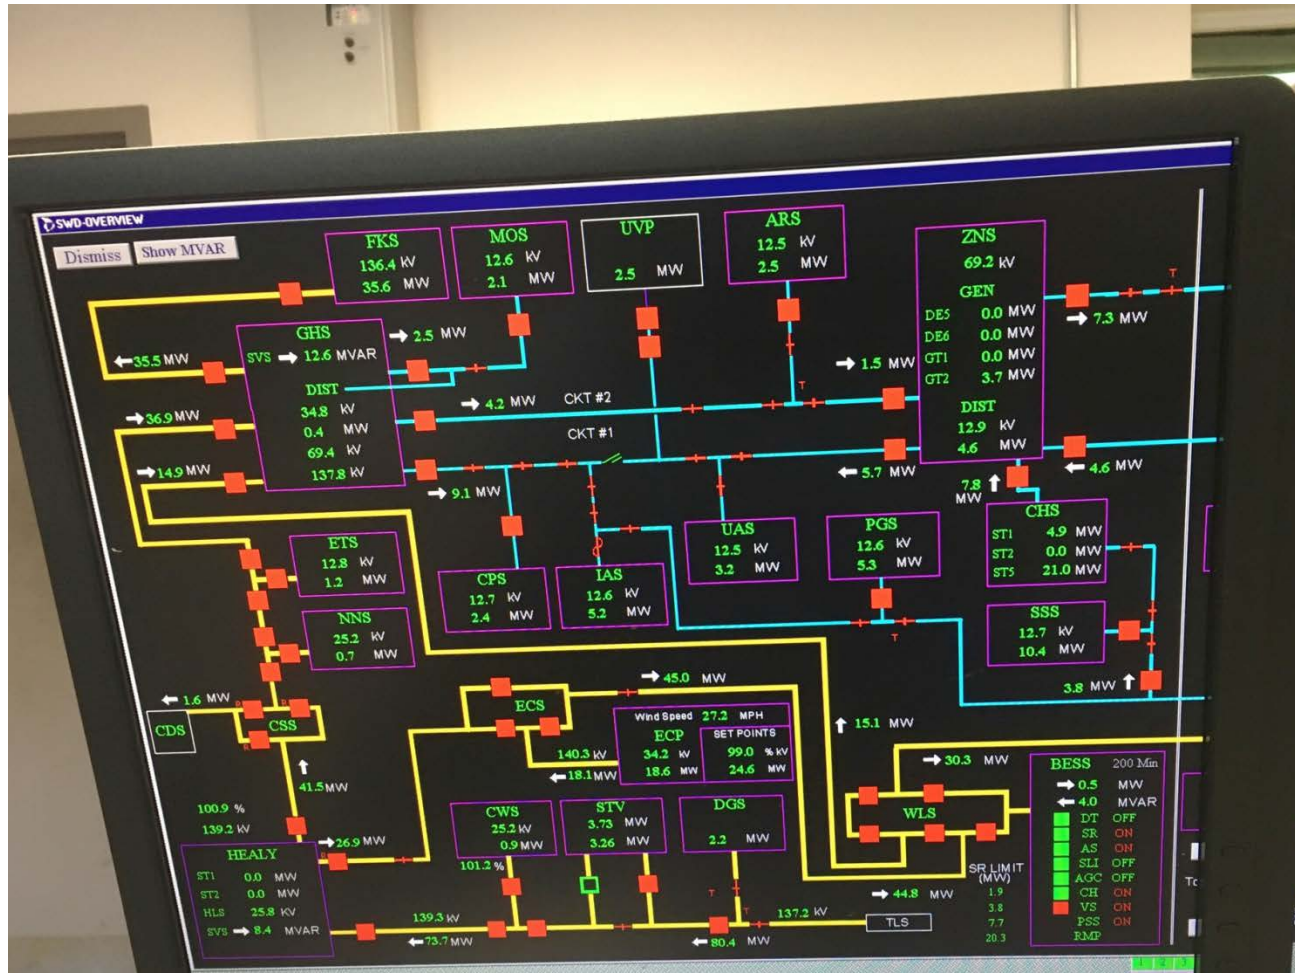 SWD-OVERVIEW
Dismiss
Show MVAR
FKS
136.4 kV
35.6 MW
MOS
12.6 kV
2.1 MW
UVP
2.5 MW
ARS
12.5 kV
2.5 MW
ZNS
69.2 kV
GEN
DE5 0.0 MW
DE6 0.0 MW
GT1 0.0 MW
GT2 3.7 MW
DIST
12.9 kV
4.6 MW
T
7.3 MW
35.5 MW
GHS
SVS 12.6 MVAR
DIST
34.8 kV
0.4 MW
69.4 kV
137.8 kV
2.5 MW
1.5 MW
T
36.9 MW
4.2 MW
CKT #2
CKT #1
14.9 MW
9.1 MW
5.7 MW
4.6 MW
7.8
MW
ETS
12.8 kV
1.2 MW
CPS
12.7 kV
2.4 MW
IAS
12.6 kV
5.2 MW
UAS
12.5 kV
3.2 MW
PGS
12.6 kV
5.3 MW
T
CHS
ST1 4.9 MW
ST2 0.0 MW
ST5 21.0 MW
NNS
25.2 kV
0.7 MW
SSS
12.7 kV
10.4 MW
3.8 MW
1.6 MW
CDS
CSS
R
R
R
41.5 MW
ECS
45.0 MW
140.3 kV
18.1 MW
Wind Speed 27.2 MPH
ECP
34.2 kV
18.6 MW
SET POINTS
99.0 % kV
24.6 MW
15.1 MW
30.3 MW
WLS
BESS 200 Min
0.5 MW
4.0 MVAR
DT OFF
SR ON
AS ON
SLI OFF
AGC OFF
CH ON
VS ON
PSS ON
RMP
100.9 %
139.2 kV
HEALY
ST1 0.0 MW
ST2 0.0 MW
HLS 25.8 KV
SVS 8.4 MVAR
26.9 MW
R
CWS
25.2 kV
0.9 MW
101.2 %
STV
3.73 MW
3.26 MW
DGS
2.2 MW
T
T
139.3 kV
73.7 MW
80.4 MW
137.2 kV
TLS
44.8 MW
SR LIMIT
(MW)
1.9
3.8
7.7
20.3
1 2 3